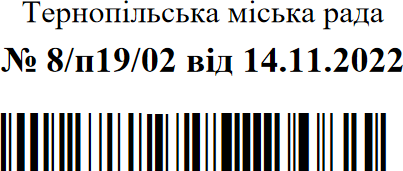 Тернопільська міська рада
№ 8/п19/02 від 14.11.2022